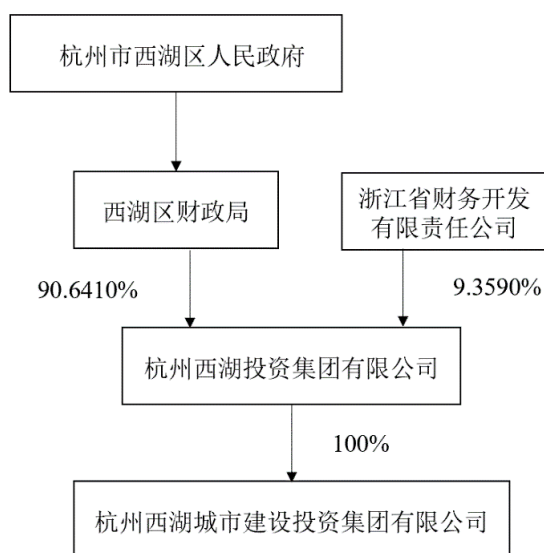 杭州市西湖区人民政府
西湖区财政局
浙江省财务开发
有限责任公司
90.6410%
9.3590%
杭州西湖投资集团有限公司
100%
杭州西湖城市建设投资集团有限公司